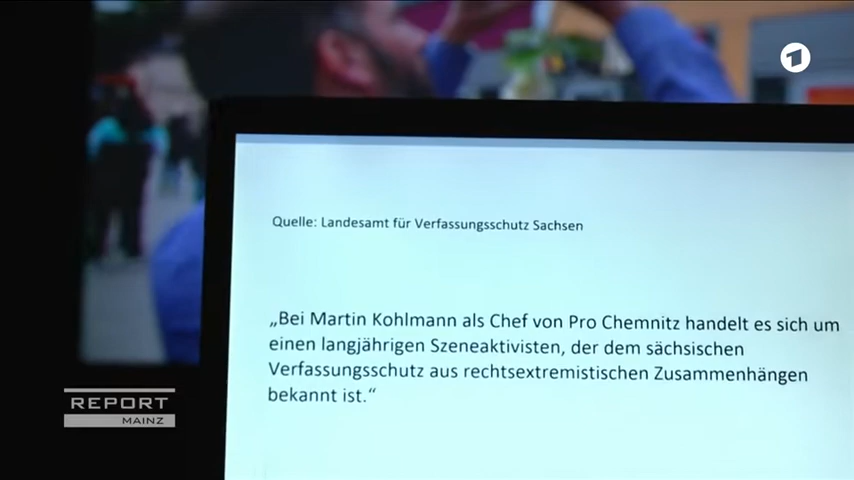 1
Quelle: Landesamt für Verfassungsschutz Sachsen
„Bei Martin Kohlmann als Chef von Pro Chemnitz handelt es sich um
einen langjährigen Szeneaktivisten, der dem sächsischen
Verfassungsschutz aus rechtsextremistischen Zusammenhängen
bekannt ist.“
REPORT
MAINZ